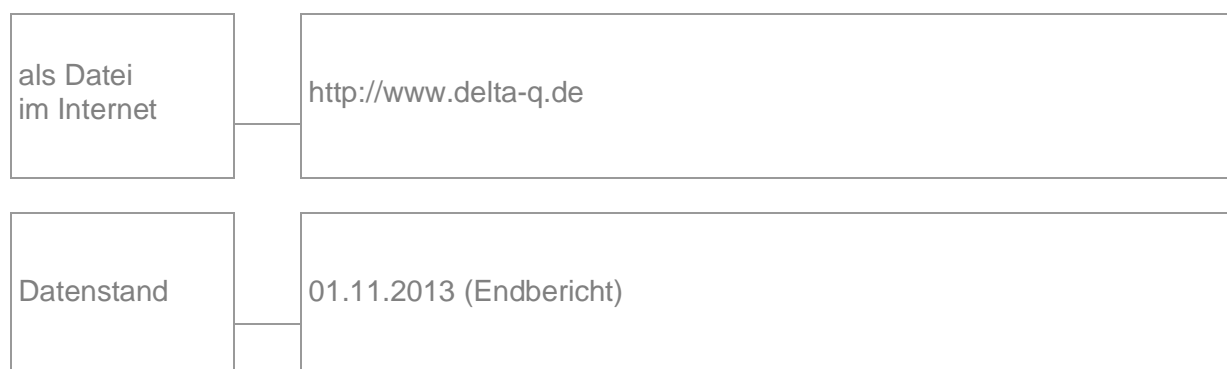 als Datei
im Internet
http://www.delta-q.de
Datenstand
01.11.2013 (Endbericht)